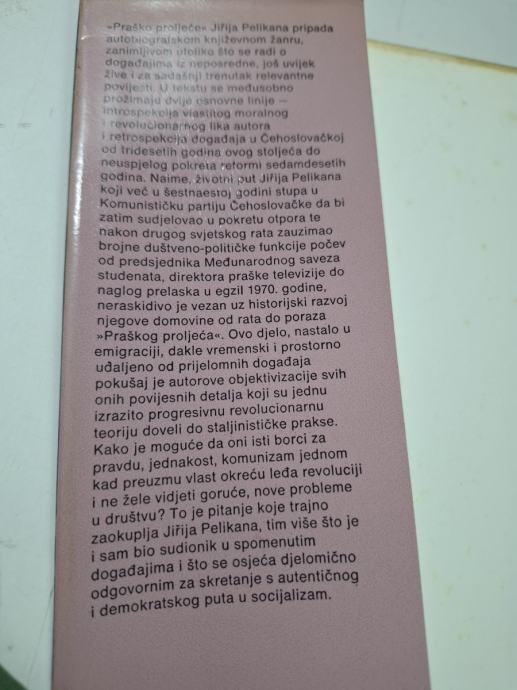 »Praško proljeće« Jiřija Pelikana pripada
autobiografskom književnom žanru,
zanimljivom utoliko što se radi o
događajima iz neposredne, još uvijek
žive i za sadašnji trenutak relevantne
povijesti. U tekstu se međusobno
prožimaju dvije osnovne linije —
introspekcija vlastitog moralnog
i revolucionarnog lika autora
i retrospekcija događaja u Čehoslovačkoj
od tridesetih godina ovog stoljeća do
neuspjelog pokreta reformi sedamdesetih
godina. Naime, životni put Jiřija Pelikana
koji već u šestnaestoj godini stupa u
Komunističku partiju Čehoslovačke da bi
zatim sudjelovao u pokretu otpora te
nakon drugog svjetskog rata zauzimao
brojne duštveno-političke funkcije počev
od predsjednika Međunarodnog saveza
studenata, direktora praške televizije do
naglog prelaska u egzil 1970. godine,
neraskidivo je vezan uz historijski razvoj
njegove domovine od rata do poraza
»Praškog proljeća«. Ovo djelo, nastalo u
emigraciji, dakle vremenski i prostorno
udaljeno od prijelomnih događaja
pokušaj je autorove objektivizacije svih
onih povijesnih detalja koji su jednu
izrazito progresivnu revolucionarnu
teoriju doveli do staljinističke prakse.
Kako je moguće da oni isti borci za
pravdu, jednakost, komunizam jednom
kad preuzmu vlast okreću leđa revoluciji
i ne žele vidjeti goruće, nove probleme
u društvu? To je pitanje koje trajno
zaokuplja Jiřija Pelikana, tim više što je
i sam bio sudionik u spomenutim
događajima i što se osjeća djelomično
odgovornim za skretanje s autentičnog
i demokratskog puta u socijalizam.